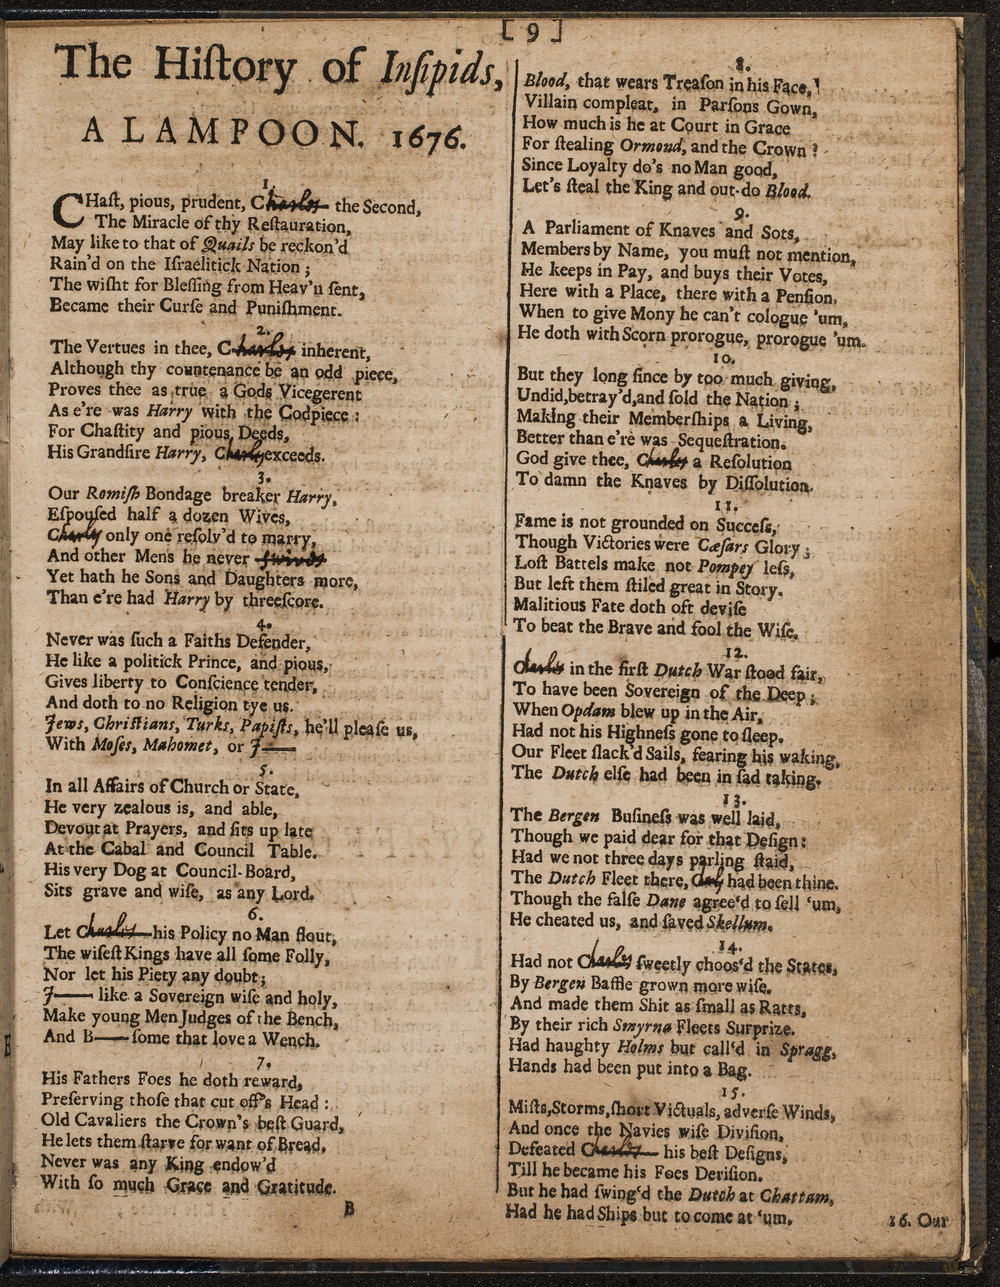 [ 9 ]
The Hiſtory of Inſipids,
A LAMPOON. 1676.
1.
CHaſt, pious, prudent, Charles the Second,
The Miracle of thy Reſtauration,
May like to that of Quails be reckon'd
Rain'd on the Iſraelitick Nation ;
The wiſht for Bleſſing from Heav'n ſent,
Became their Curſe and Puniſhment.
2.
The Vertues in thee, Charles inherent,
Although thy countenance be an odd piece,
Proves thee as true a Gods Vicegerent
As e're was Harry with the Codpiece :
For Chaſtity and pious Deeds,
His Grandſire Harry, Charles exceeds.
3.
Our Romiſh Bondage breaker Harry,
Eſpouſed half a dozen Wives,
Charles only one reſolv'd to marry,
And other Mens he never ſwives
Yet hath he Sons and Daughters more,
Than e're had Harry by threeſcore.
4.
Never was ſuch a Faiths Defender,
He like a politick Prince, and pious,
Gives liberty to Conſcience tender,
And doth to no Religion tye us.
Jews, Chriſtians, Turks, Papiſts, he'll pleaſe us,
With Moſes, Mahomet, or J——
5.
In all Affairs of Church or State,
He very zealous is, and able,
Devout at Prayers, and ſits up late
At the Cabal and Council Table.
His very Dog at Council-Board,
Sits grave and wiſe, as any Lord.
6.
Let Charles his Policy no Man flout,
The wiſeſt Kings have all ſome Folly,
Nor let his Piety any doubt ;
J—— like a Sovereign wiſe and holy,
Make young Men Judges of the Bench,
And B—— ſome that love a Wench.
7.
His Fathers Foes he doth reward,
Preſerving thoſe that cut off's Head :
Old Cavaliers the Crown's beſt Guard,
He lets them ſtarve for want of Bread,
Never was any King endow'd
With ſo much Grace and Gratitude.
B
8.
Blood, that wears Treaſon in his Face,
Villain compleat, in Parſons Gown,
How much is he at Court in Grace
For ſtealing Ormond, and the Crown ?
Since Loyalty do's no Man good,
Let's ſteal the King and out-do Blood.
9.
A Parliament of Knaves and Sots,
Members by Name, you muſt not mention,
He keeps in Pay, and buys their Votes,
Here with a Place, there with a Penſion,
When to give Mony he can't cologue 'um,
He doth with Scorn prorogue, prorogue 'um.
10.
But they long ſince by too much giving,
Undid, betray'd, and ſold the Nation ;
Making their Memberſhips a Living,
Better than e're was Sequeſtration.
God give thee, Charles a Reſolution
To damn the Knaves by Diſſolution.
11.
Fame is not grounded on Succeſs,
Though Victories were Cæſars Glory ;
Loſt Battels make not Pompey leſs,
But left them ſtiled great in Story.
Malitious Fate doth oft deviſe
To beat the Brave and fool the Wiſe.
12.
Charles in the firſt Dutch War ſtood fair,
To have been Sovereign of the Deep ;
When Opdam blew up in the Air,
Had not his Highneſs gone to ſleep,
Our Fleet ſlack'd Sails, fearing his waking,
The Dutch elſe had been in ſad taking.
13.
The Bergen Buſineſs was well laid,
Though we paid dear for that Deſign :
Had we not three days parling ſtaid,
The Dutch Fleet there, Charles had been thine.
Though the falſe Dane agree'd to ſell 'um,
He cheated us, and ſaved Skellum.
14.
Had not Charles ſweetly choos'd the States,
By Bergen Baffle grown more wiſe,
And made them Shit as ſmall as Ratts,
By their rich Smyrna Fleets Surprize.
Had haughty Holms but call'd in Spragg,
Hands had been put into a Bag.
15.
Miſts, Storms, ſhort Victuals, adverſe Winds,
And once the Navies wiſe Diviſion,
Defeated Charles his beſt Deſigns,
Till he became his Foes Deriſion.
But he had ſwing'd the Dutch at Chattam,
Had he had Ships but to come at 'um,
16. Our